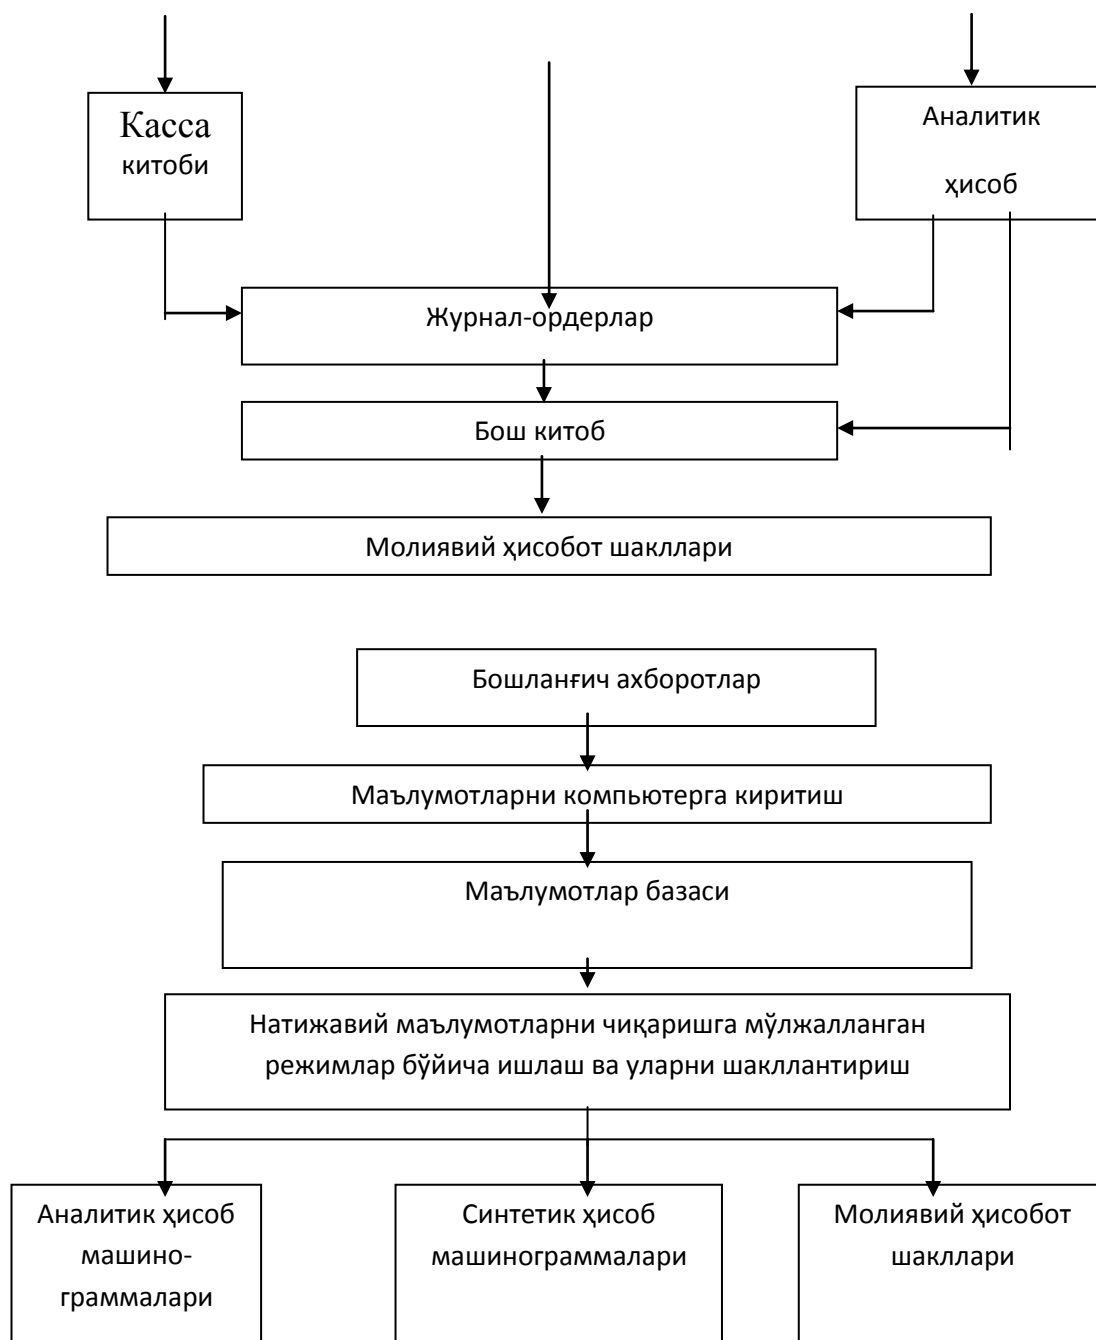 Касса
китоби
Аналитик
ҳисоб
Журнал-ордерлар
Бош китоб
Молиявий ҳисобот шакллари
Бошланғич ахборотлар
Маълумотларни компьютерга киритиш
Маълумотлар базаси
Натижавий маълумотларни чиқаришга мўлжалланган
режимлар бўйича ишлаш ва уларни шакллантириш
Аналитик ҳисоб
машино-
граммалари
Синтетик ҳисоб
машинограммалари
Молиявий ҳисобот
шакллари